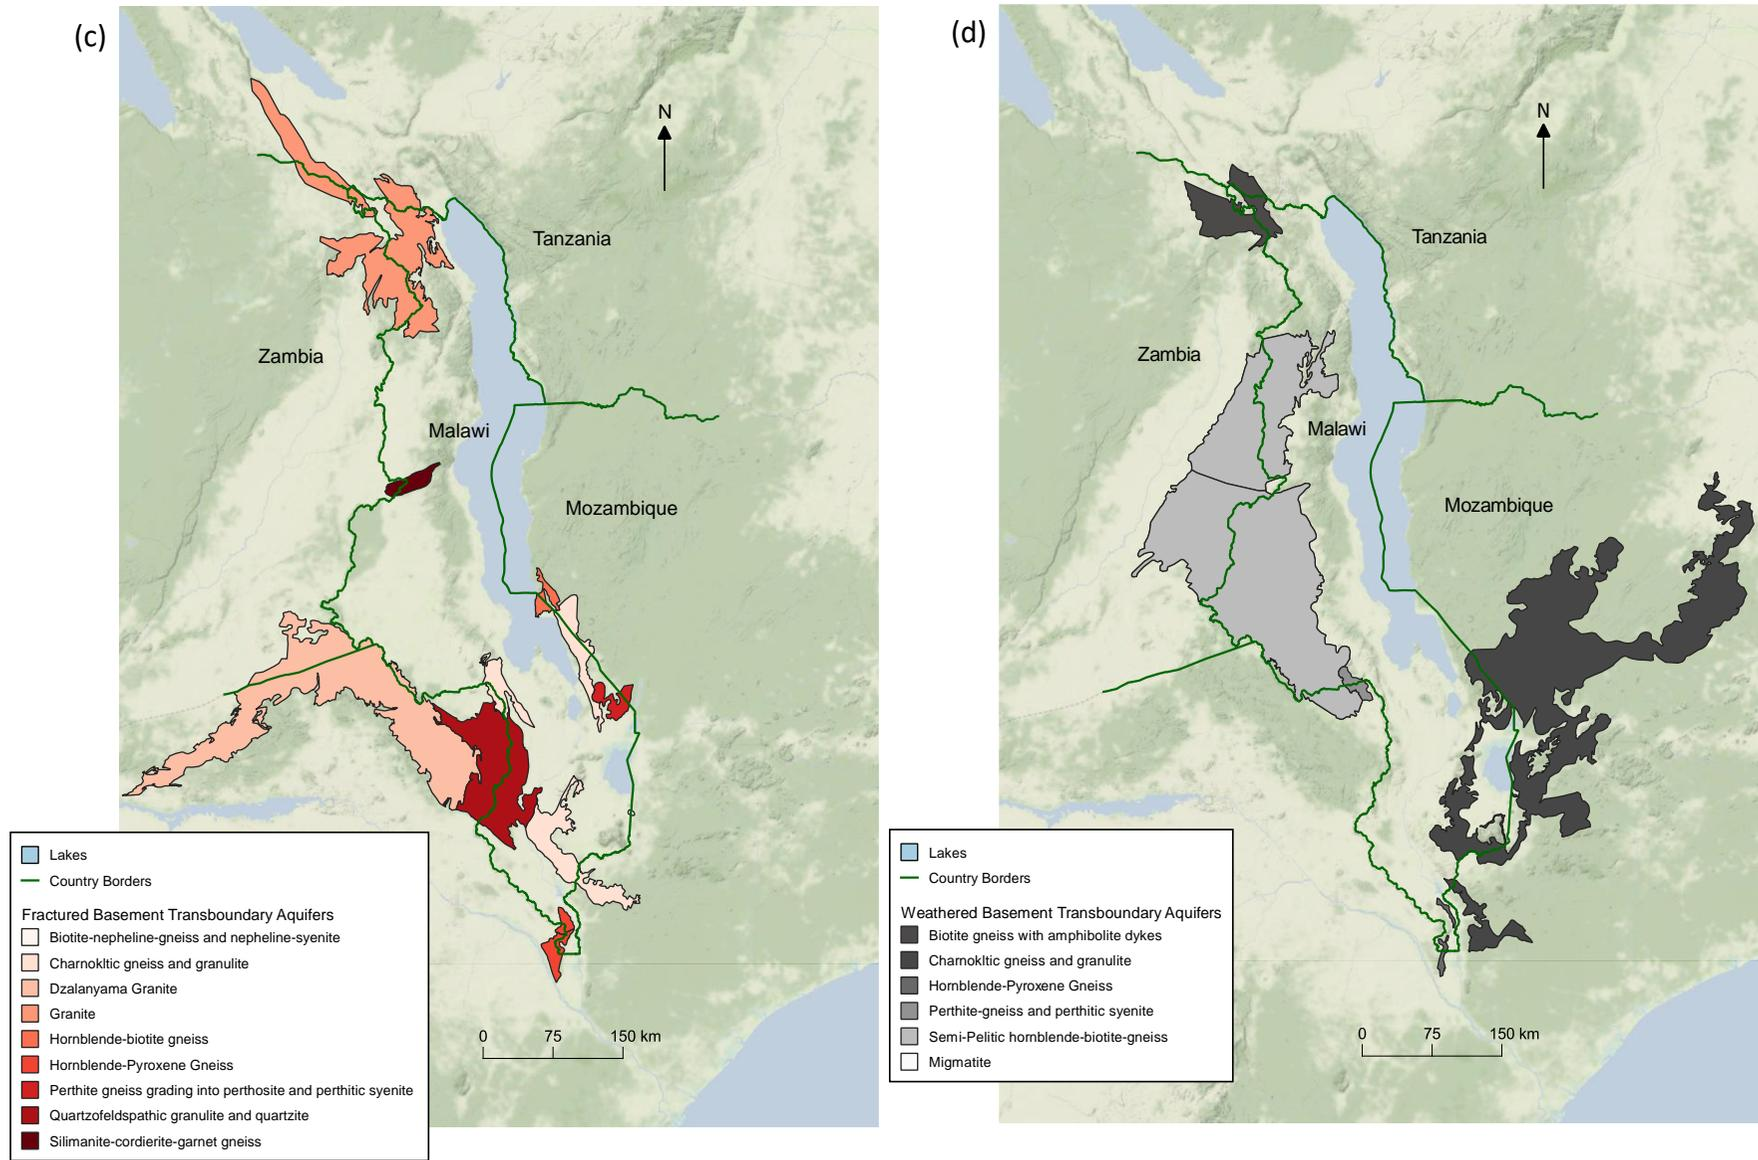 (c)
N
Tanzania
Zambia
Malawi
Mozambique
Lakes
Country Borders
Fractured Basement Transboundary Aquifers
Biotite-nepheline-gneiss and nepheline-syenite
Charnokltic gneiss and granulite
Dzalanyama Granite
Granite
Hornblende-biotite gneiss
Hornblende-Pyroxene Gneiss
Perthite gneiss grading into perthosite and perthitic syenite
Quartzofeldspathic granulite and quartzite
Silimanite-cordierite-garnet gneiss
0 75 150 km
(d)
N
Tanzania
Zambia
Malawi
Mozambique
Lakes
Country Borders
Weathered Basement Transboundary Aquifers
Biotite gneiss with amphibolite dykes
Charnokltic gneiss and granulite
Hornblende-Pyroxene Gneiss
Perthite-gneiss and perthitic syenite
Semi-Pelitic hornblende-biotite-gneiss
Migmatite
0 75 150 km